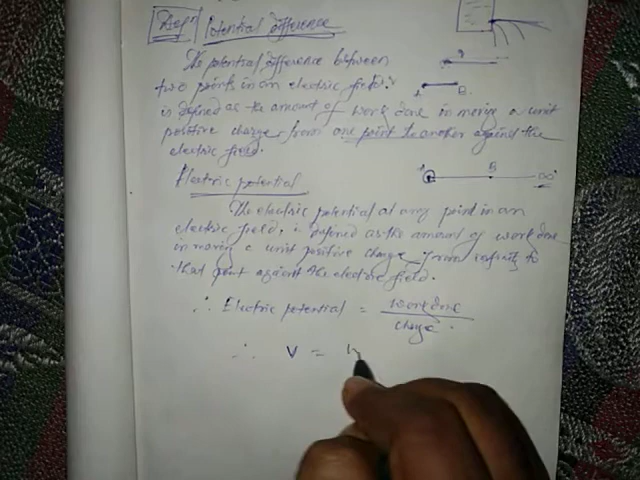 Defⁿ Potential difference
The potential difference between
two points in an electric field.
is defined as the amount of work done in moving a unit
positive charge from one point to another against the
electric field.
A B
Electric potential
B ∞
The electric potential at any point in an
electric field, is defined as the amount of work done
in moving a unit positive charge from infinity to
that point against the electric field.
∴ Electric potential = work done
charge.
∴ V =